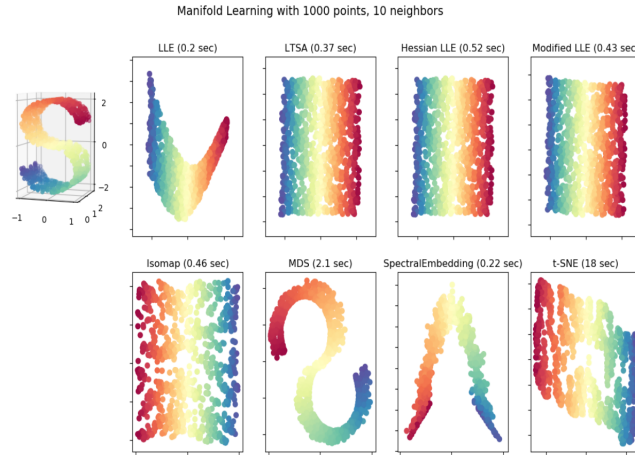 Manifold Learning with 1000 points, 10 neighbors
LLE (0.2 sec)
LTSA (0.37 sec)
Hessian LLE (0.52 sec)
Modified LLE (0.43 sec)
2
0
−2
−1
0
1
0
1
2
Isomap (0.46 sec)
MDS (2.1 sec)
SpectralEmbedding (0.22 sec)
t-SNE (18 sec)